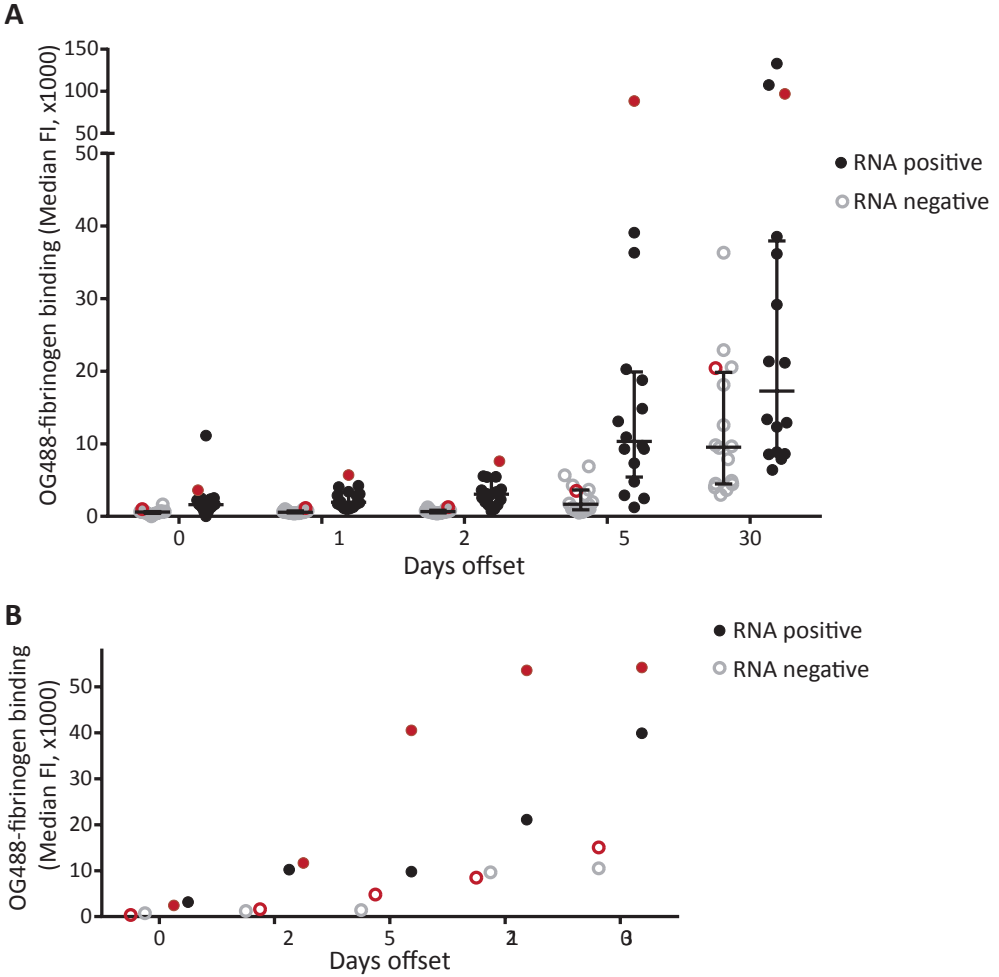 A
OG488-fibrinogen binding (Median FI, x1000)
150
100
50
50
40
30
20
10
0
RNA positive
RNA negative
0 1 2 5 30
Days offset
B
OG488-fibrinogen binding
(Median FI, x1000)
50
40
30
20
10
0
RNA positive
RNA negative
0 2 5
Days offset